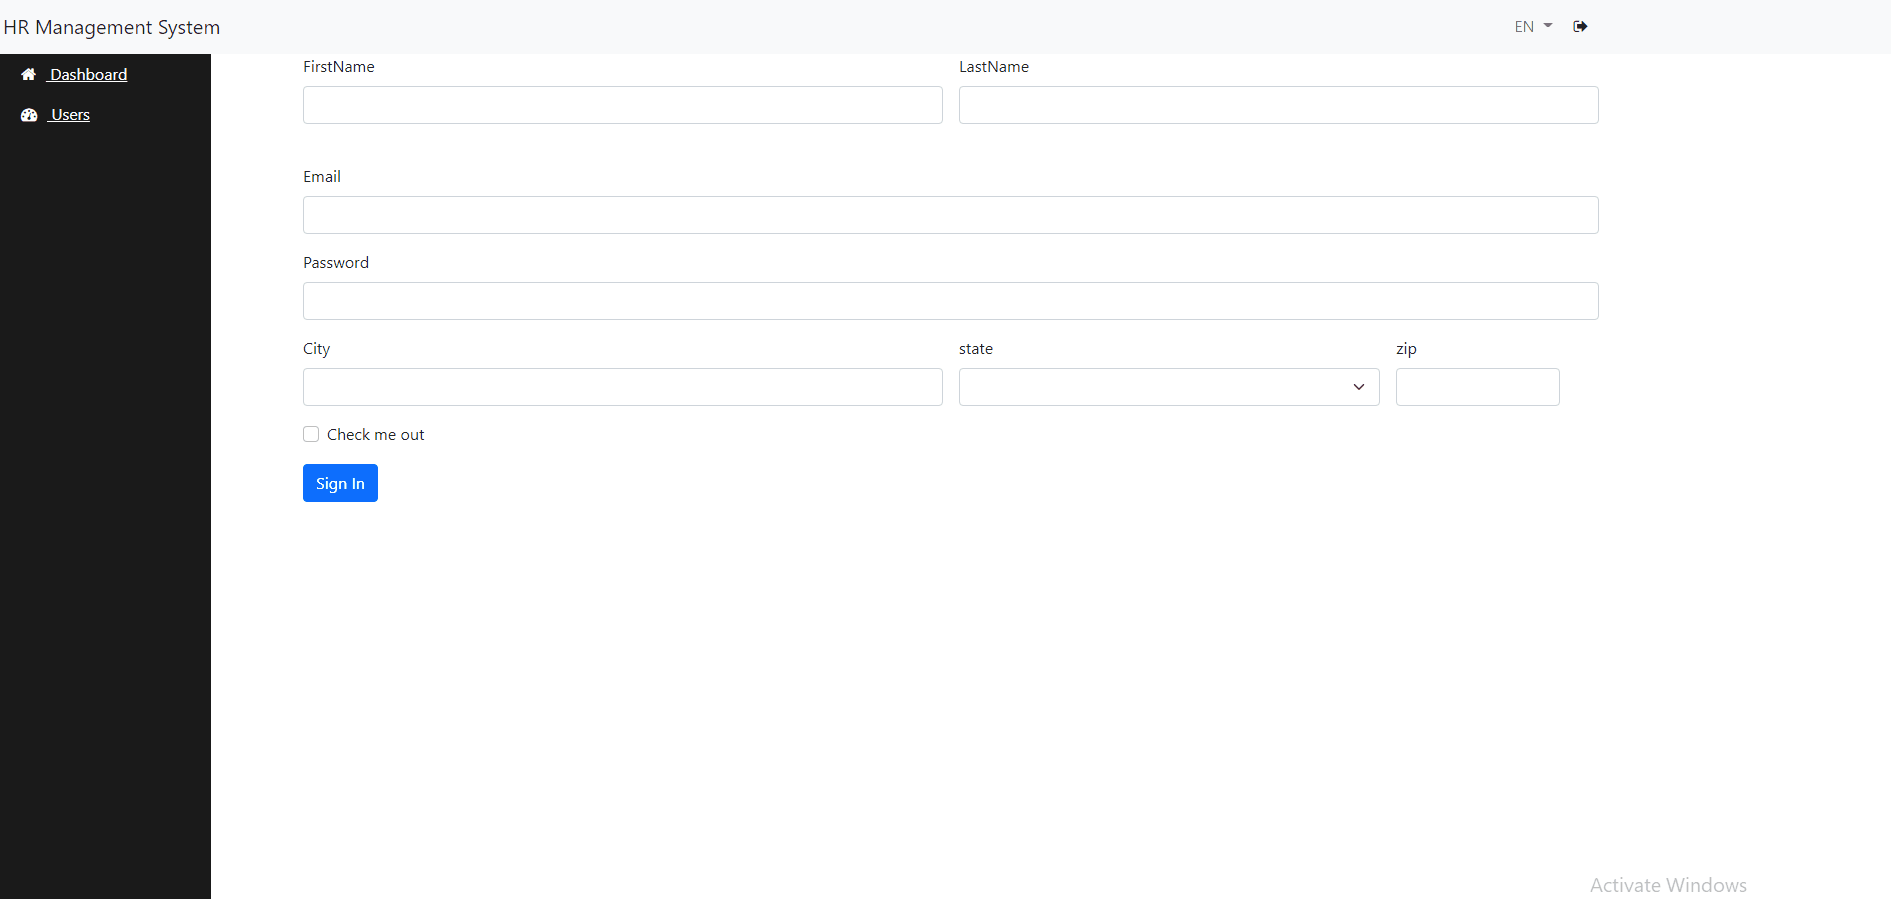 HR Management System
EN
Dashboard
Users
FirstName
LastName
Email
Password
City
state
zip
Check me out
Sign In
Activate Windows